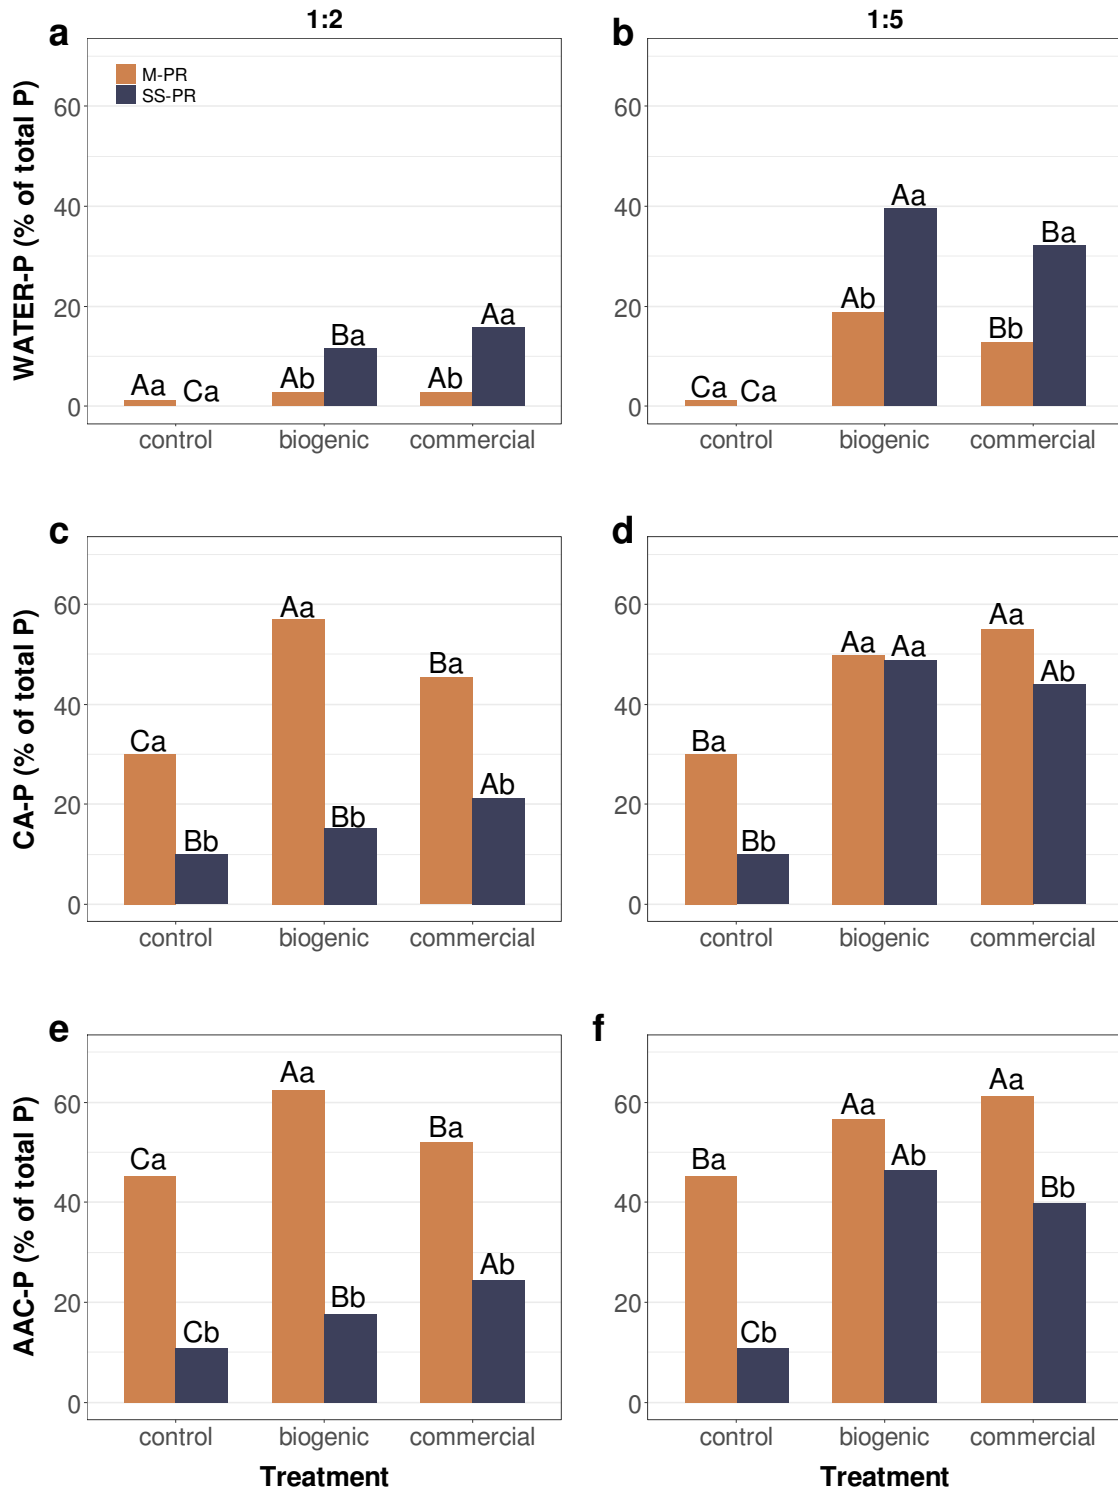 1:2
1:5
a
b
M-PR
SS-PR
WATER-P (% of total P)
60
40
20
0
Aa
Ca
Ab
Ba
Ab
Aa
control
biogenic
commercial
60
40
20
0
Ca
Ca
Ab
Aa
Bb
Ba
control
biogenic
commercial
c
d
CA-P (% of total P)
60
40
20
0
Ca
Bb
Aa
Bb
Ba
Ab
control
biogenic
commercial
60
40
20
0
Ba
Bb
Aa
Aa
Aa
Ab
control
biogenic
commercial
e
f
AAC-P (% of total P)
60
40
20
0
Ca
Cb
Aa
Bb
Ba
Ab
control
biogenic
commercial
Treatment
60
40
20
0
Ba
Cb
Aa
Ab
Aa
Bb
control
biogenic
commercial
Treatment